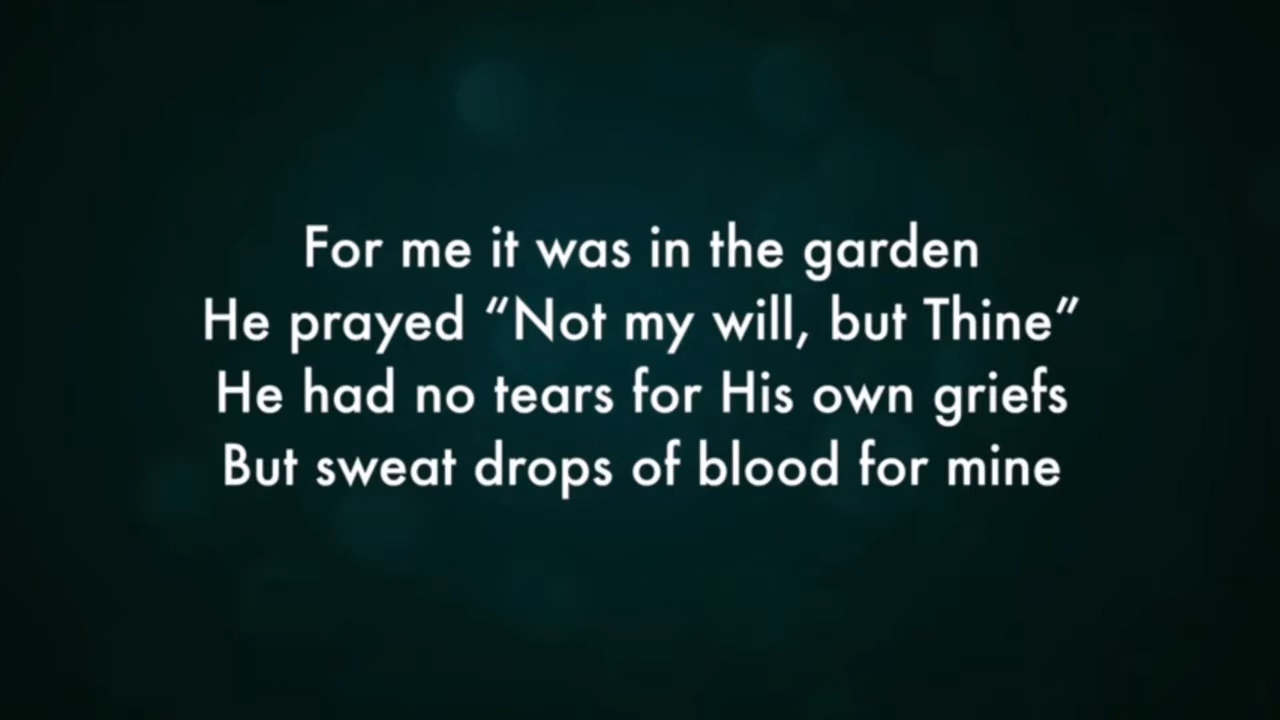 For me it was in the garden
He prayed “Not my will, but Thine”
He had no tears for His own griefs
But sweat drops of blood for mine